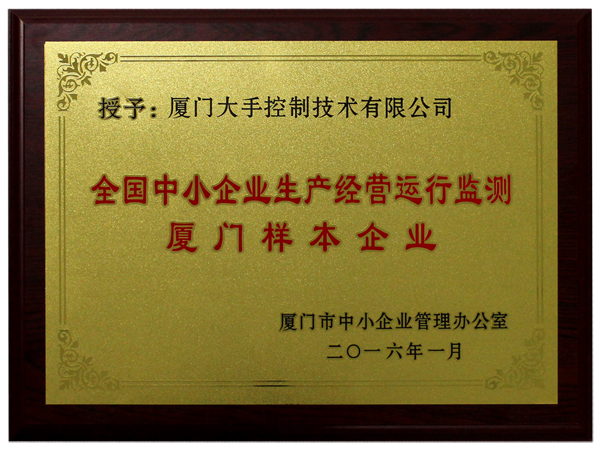 授予：厦门大手控制技术有限公司
全国中小企业生产经营运行监测
厦门样本企业
厦门市中小企业管理办公室
二〇一六年一月